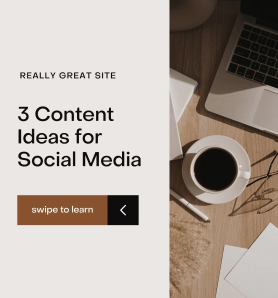 REALLY GREAT SITE
3 Content
Ideas for
Social Media
swipe to learn